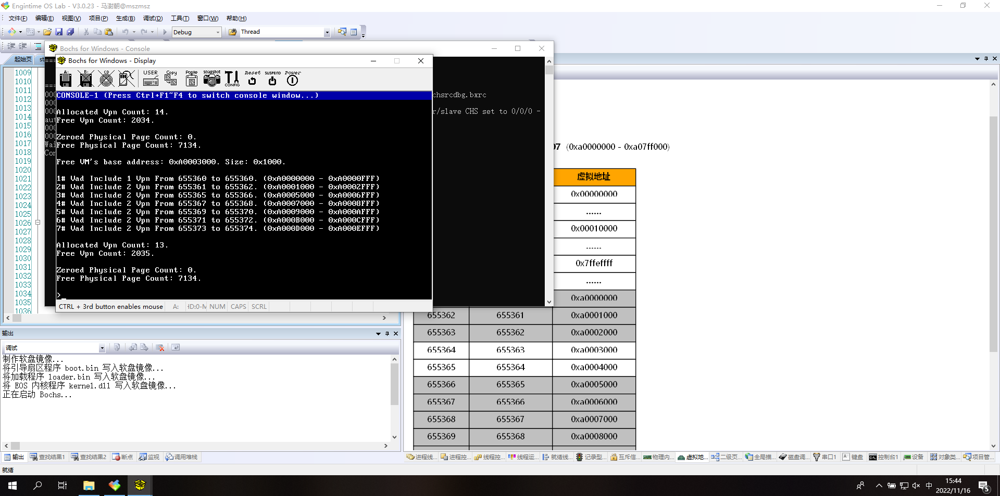 Engintime OS Lab - V3.0.23 - 马澍朝@mszmsz
文件(F) 编辑(E) 视图(V) 项目(P) 生成(B) 调试(D) 工具(T) 窗口(W) 帮助(H)
Debug Thread
Bochs for Windows - Console
起始页 st
Bochs for Windows - Display
A: B: CD USER Copy Paste snapshot CONFIG Reset SUSPEND Power
CONSOLE-1 (Press Ctrl+F1~F4 to switch console window...)
Allocated Vpn Count: 14.
Free Vpn Count: 2034.
Zeroed Physical Page Count: 0.
Free Physical Page Count: 7134.
Free VM's base address: 0xA0003000. Size: 0x1000.
1# Vad Include 1 Vpn From 655360 to 655360. (0xA0000000 - 0xA0000FFF)
2# Vad Include 2 Vpn From 655361 to 655362. (0xA0001000 - 0xA0002FFF)
3# Vad Include 2 Vpn From 655365 to 655366. (0xA0005000 - 0xA0006FFF)
4# Vad Include 2 Vpn From 655367 to 655368. (0xA0007000 - 0xA0008FFF)
5# Vad Include 2 Vpn From 655369 to 655370. (0xA0009000 - 0xA000AFFF)
6# Vad Include 2 Vpn From 655371 to 655372. (0xA000B000 - 0xA000CFFF)
7# Vad Include 2 Vpn From 655373 to 655374. (0xA000D000 - 0xA000EFFF)
Allocated Vpn Count: 13.
Free Vpn Count: 2035.
Zeroed Physical Page Count: 0.
Free Physical Page Count: 7134.
>_
CTRL + 3rd button enables mouse A: HD:0-M NUM CAPS SCRL
1009
1010
1011
1012
1013
1014
1015
1016
1017
1018
1019
1020
1021
1022
1023
1024
1025
1026
1027
1028
1029
1030
1031
1032
1033
1034
1035
1036
====
====
000
000
000
aut
000
000
Wai
Con
chsrcdbg.bxrc
r/slave CHS set to 0/0/0 -
07 (0xa0000000 - 0xa07ff000)
虚拟地址
0x00000000
......
0x00010000
......
0x7ffeffff
......
0xa0000000
655362 655361 0xa0001000
655363 655362 0xa0002000
655364 655363 0xa0003000
655365 655364 0xa0004000
655366 655365 0xa0005000
655367 655366 0xa0006000
655368 655367 0xa0007000
655369 655368 0xa0008000
输出
调试
制作软盘镜像...
将引导扇区程序 boot.bin 写入软盘镜像...
将加载程序 loader.bin 写入软盘镜像...
将 EOS 内核程序 kernel.dll 写入软盘镜像...
正在启动 Bochs...
输出 查找结果1 查找结果2 断点 监视 调用堆栈
进程线... 进程控... 线程控... 线程运... 就绪线... 记录型... 互斥信... 物理内... 虚拟地... 二级页... 全局描... 磁盘调... 串口1 键盘 控制台1 设备 对象类... 项目管...
就绪
中
15:44
2022/11/16
5